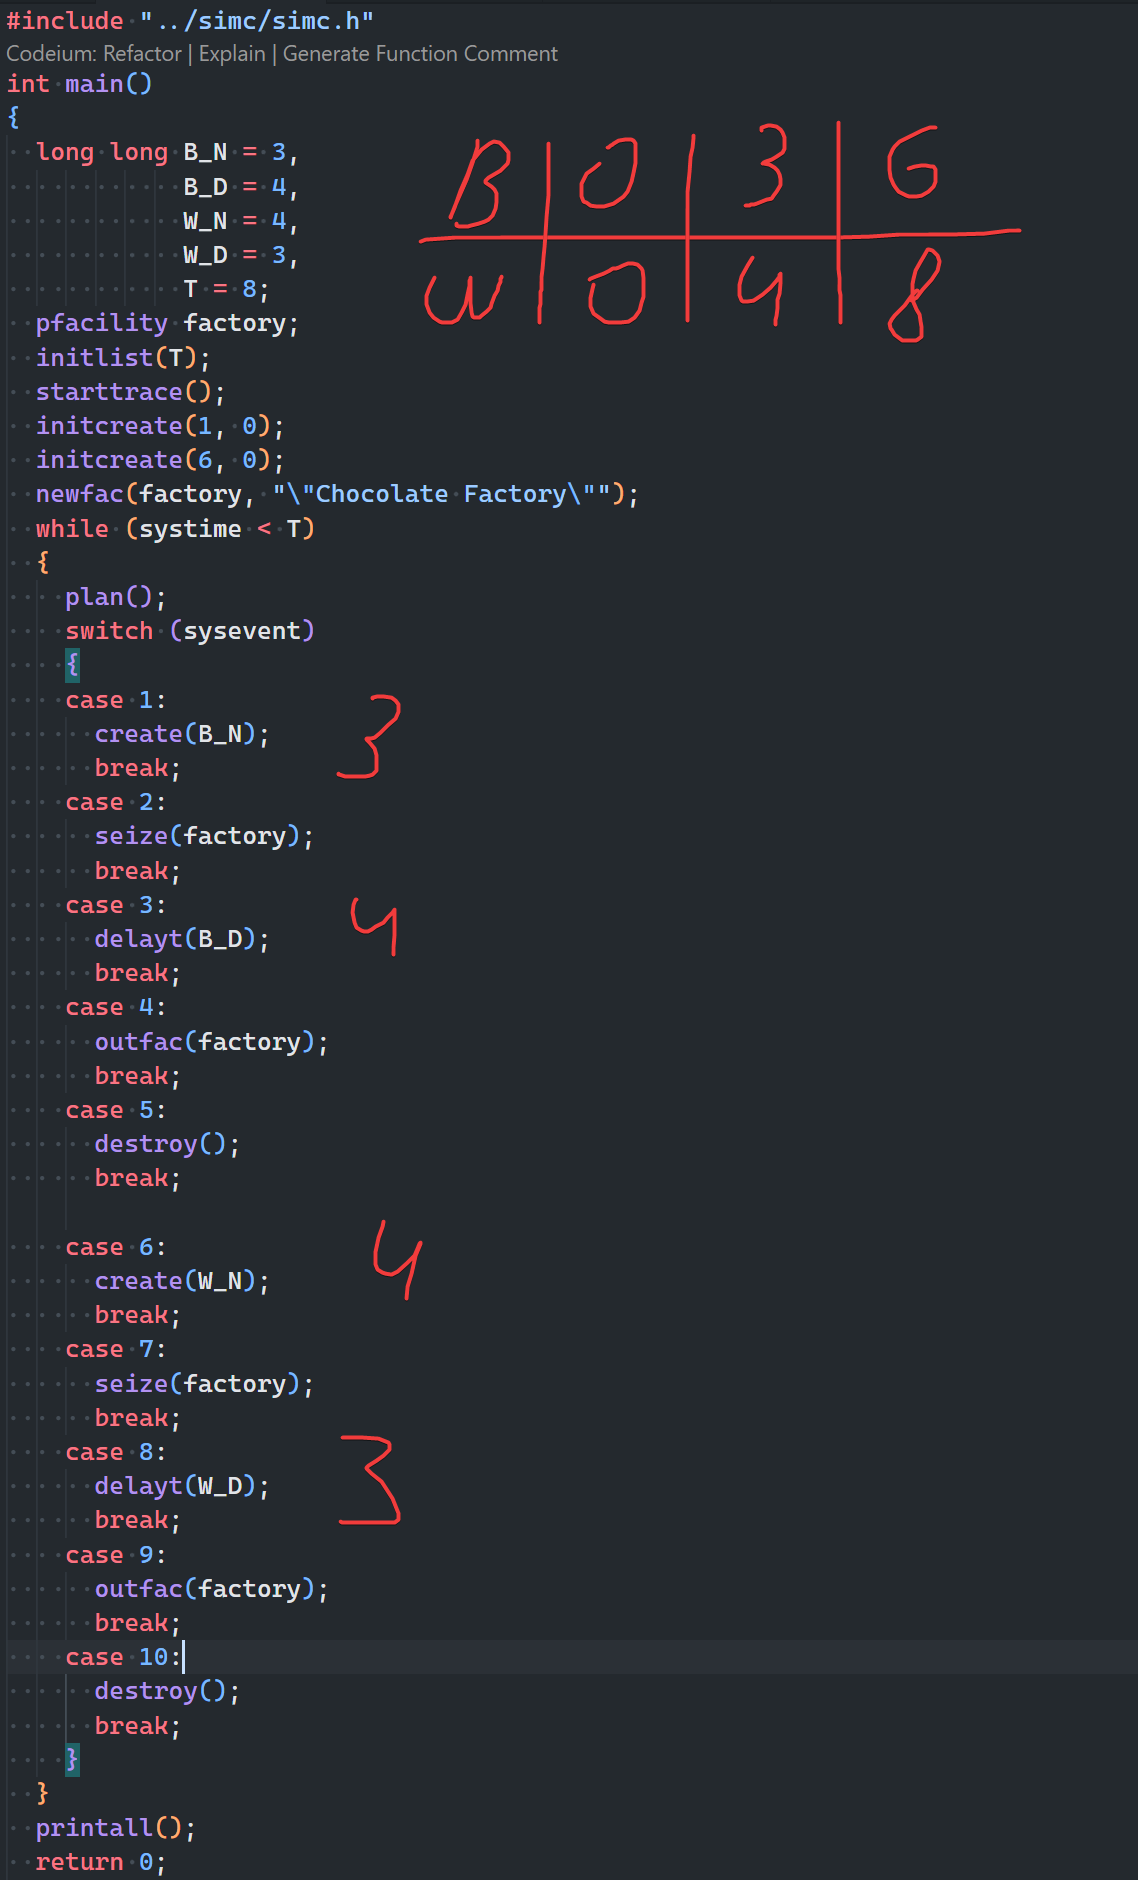 #include "../simc/simc.h"
Codeium: Refactor | Explain | Generate Function Comment
int main()
{
long long B_N = 3,
B_D = 4,
W_N = 4,
W_D = 3,
T = 8;
B 0 3 6
W 0 4 8
pfacility factory;
initlist(T);
starttrace();
initcreate(1, 0);
initcreate(6, 0);
newfac(factory, "\"Chocolate Factory\"");
while (systime < T)
{
plan();
switch (sysevent)
{
case 1:
create(B_N); 3
break;
case 2:
seize(factory);
break;
case 3:
delayt(B_D); 4
break;
case 4:
outfac(factory);
break;
case 5:
destroy();
break;
case 6:
create(W_N); 4
break;
case 7:
seize(factory);
break;
case 8:
delayt(W_D); 3
break;
case 9:
outfac(factory);
break;
case 10:
destroy();
break;
}
}
printall();
return 0;